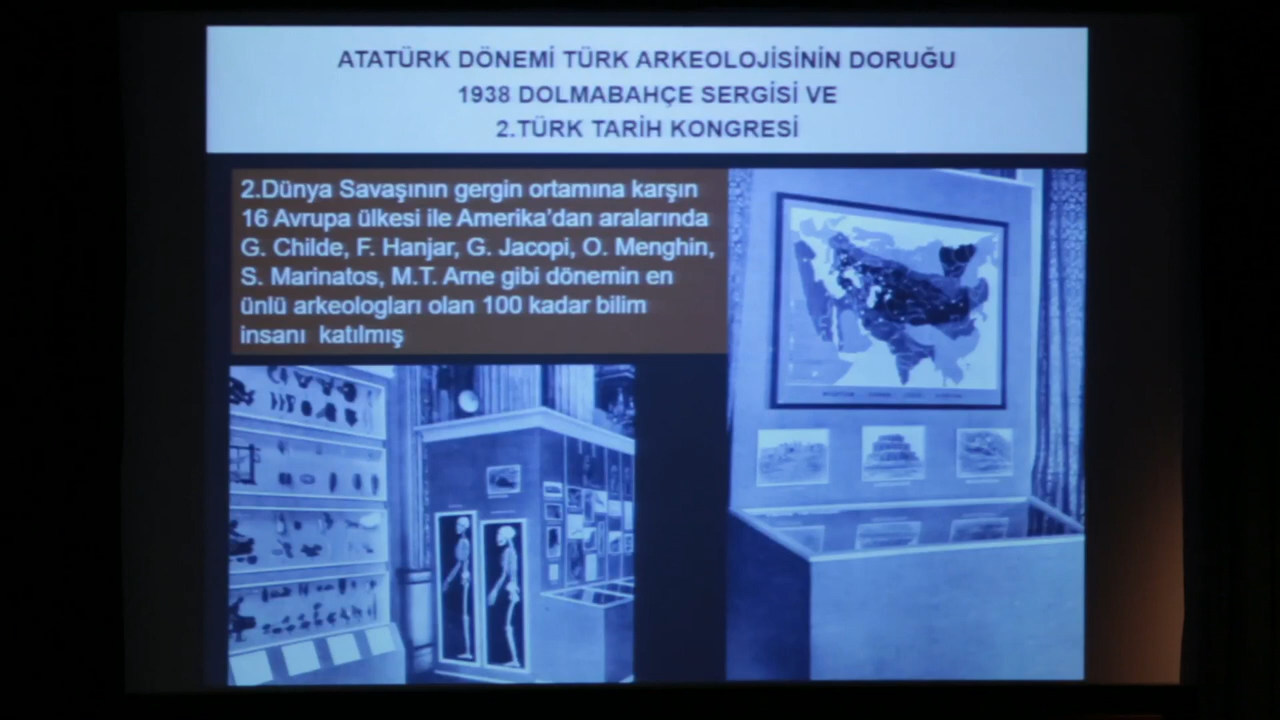 ATATÜRK DÖNEMİ TÜRK ARKEOLOJİSİNİN DORUĞU
1938 DOLMABAHÇE SERGİSİ VE
2.TÜRK TARİH KONGRESİ
2.Dünya Savaşının gergin ortamına karşın
16 Avrupa ülkesi ile Amerika'dan aralarında
G. Childe, F. Hanjar, G. Jacopi, O. Menghin,
S. Marinatos, M.T. Arne gibi dönemin en
ünlü arkeologları olan 100 kadar bilim
insanı katılmış